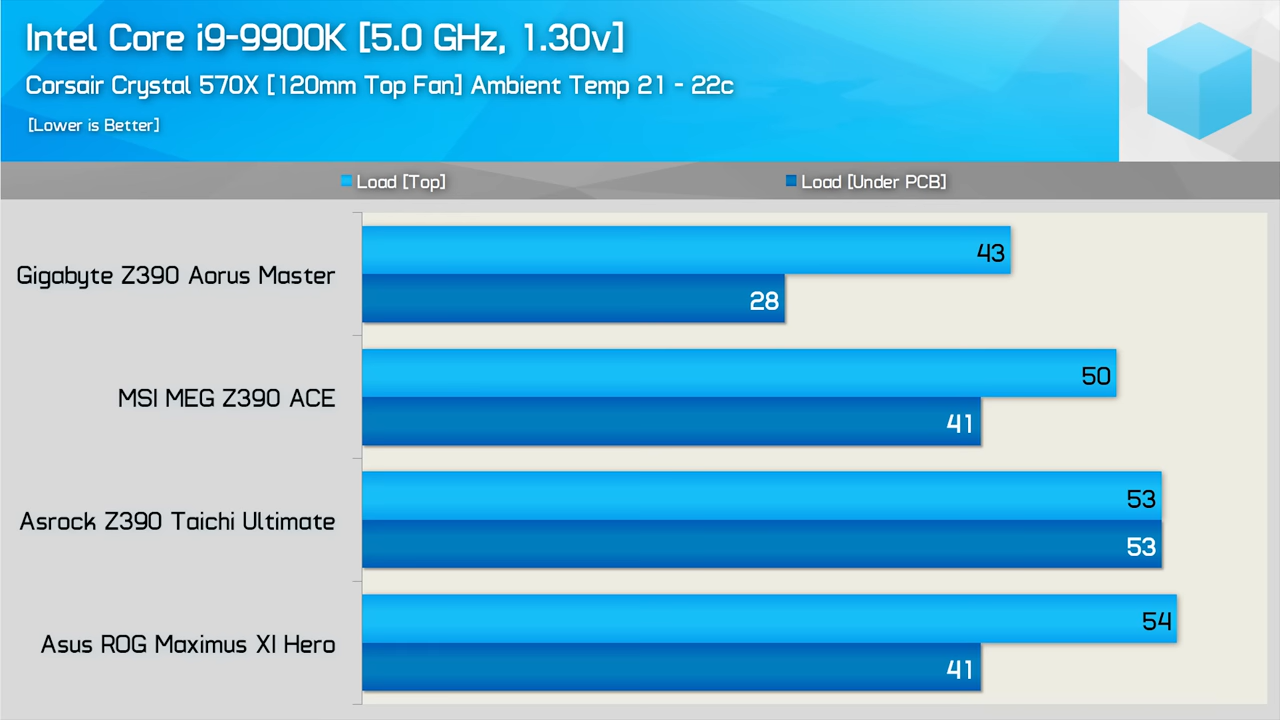 Intel Core i9-9900K [5.0 GHz, 1.30v]
Corsair Crystal 570X [120mm Top Fan] Ambient Temp 21 - 22c
[Lower is Better]
Load [Top]
Load [Under PCB]
Gigabyte Z390 Aorus Master
43
28
MSI MEG Z390 ACE
50
41
Asrock Z390 Taichi Ultimate
53
53
Asus ROG Maximus XI Hero
54
41